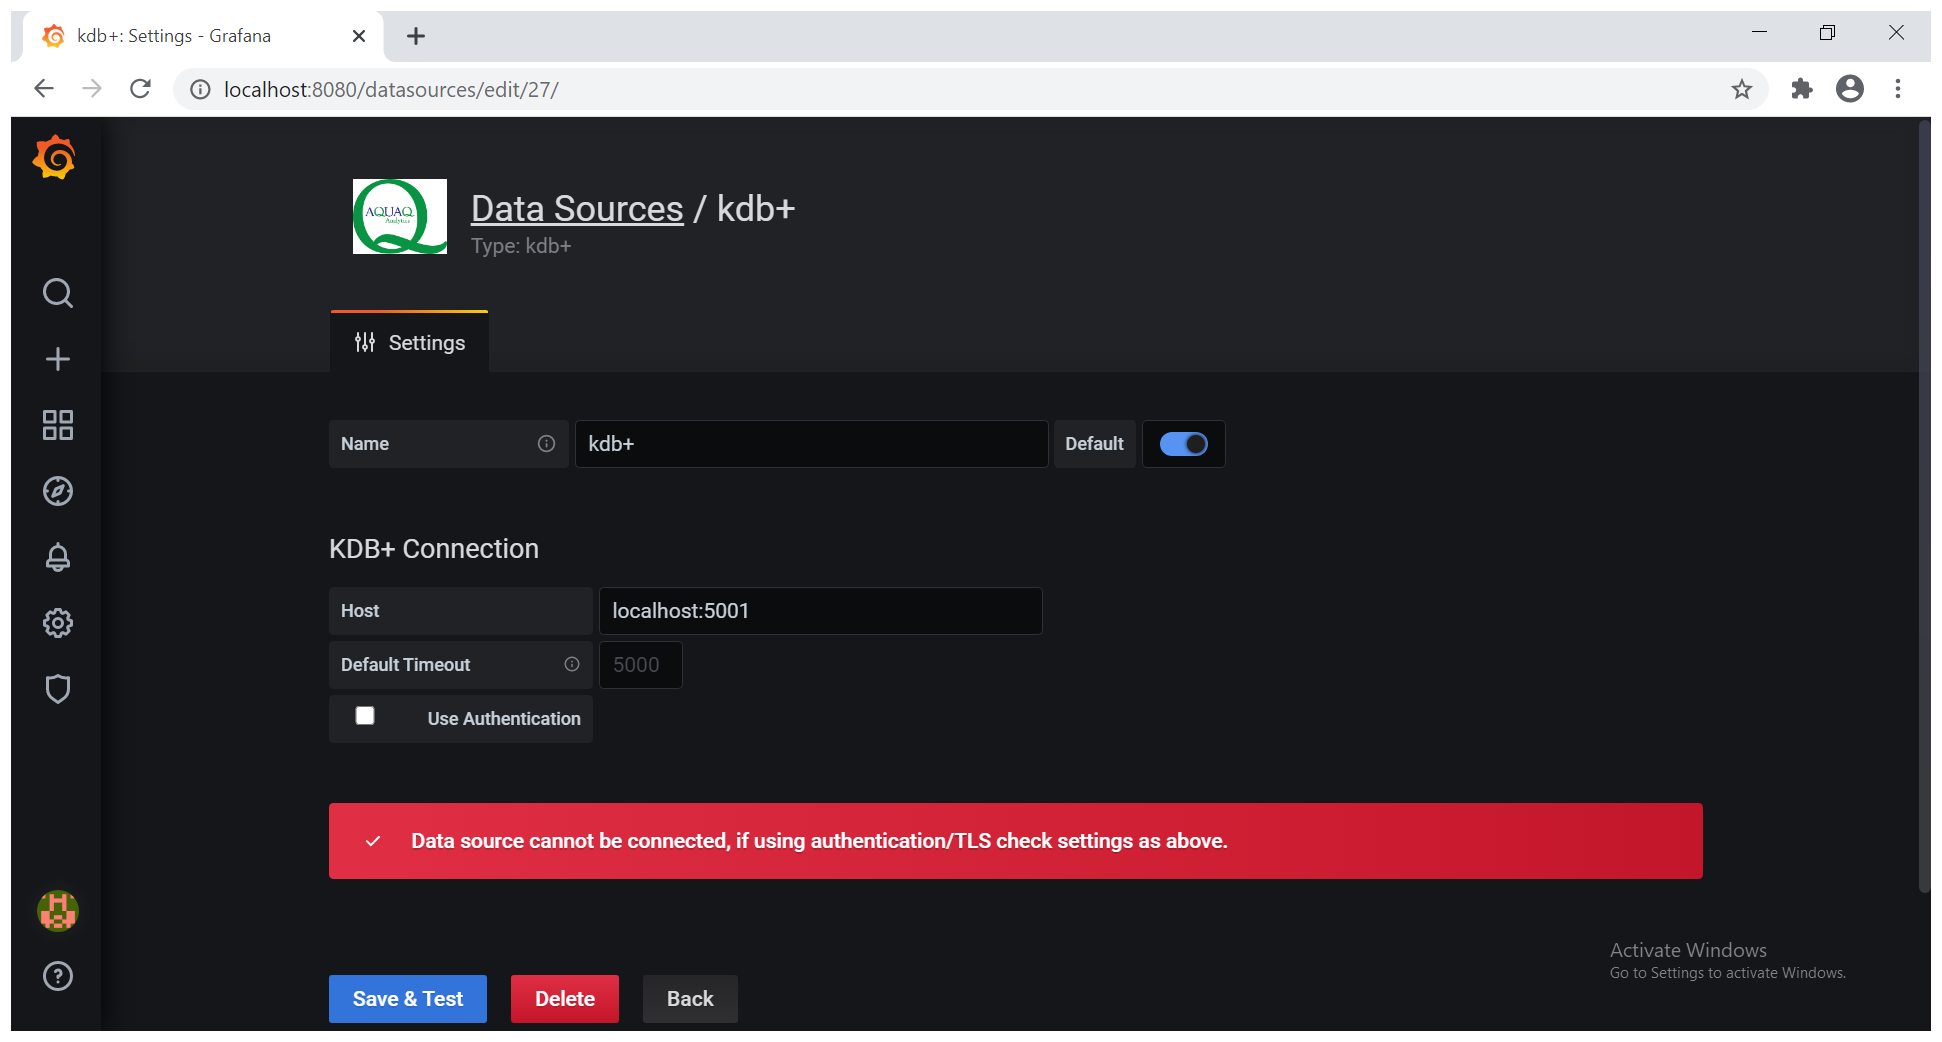 kdb+: Settings - Grafana
localhost:8080/datasources/edit/27/
AQUAQ
Analytics
Data Sources / kdb+
Type: kdb+
Settings
Name kdb+ Default
KDB+ Connection
Host localhost:5001
Default Timeout 5000
Use Authentication
Data source cannot be connected, if using authentication/TLS check settings as above.
Activate Windows
Go to Settings to activate Windows.
Save & Test Delete Back